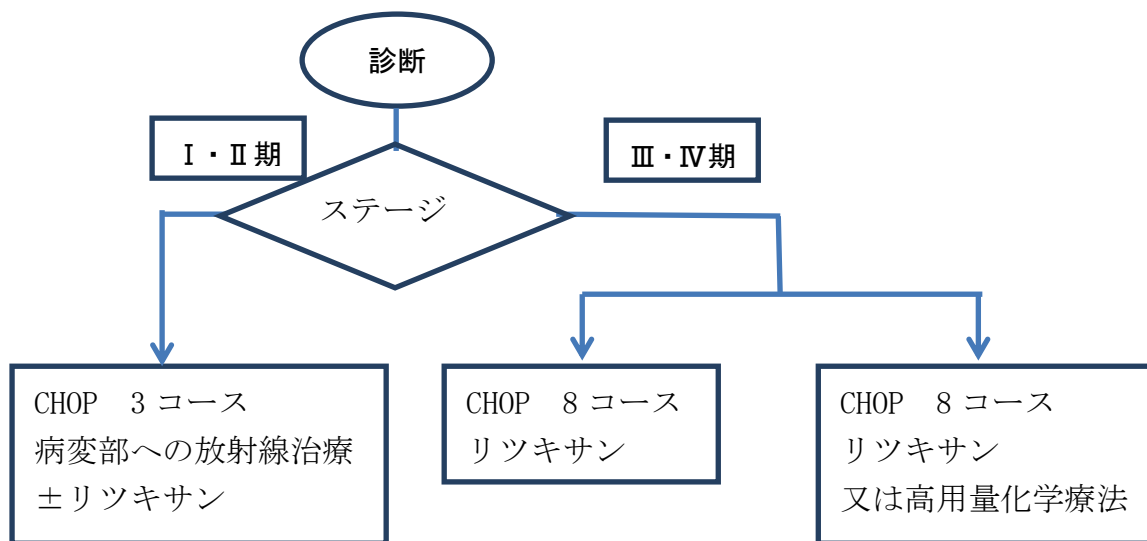 診断
Ⅰ・Ⅱ期
Ⅲ・Ⅳ期
ステージ
CHOP 3コース
病変部への放射線治療
±リツキサン
CHOP 8コース
リツキサン
CHOP 8コース
リツキサン
又は高用量化学療法